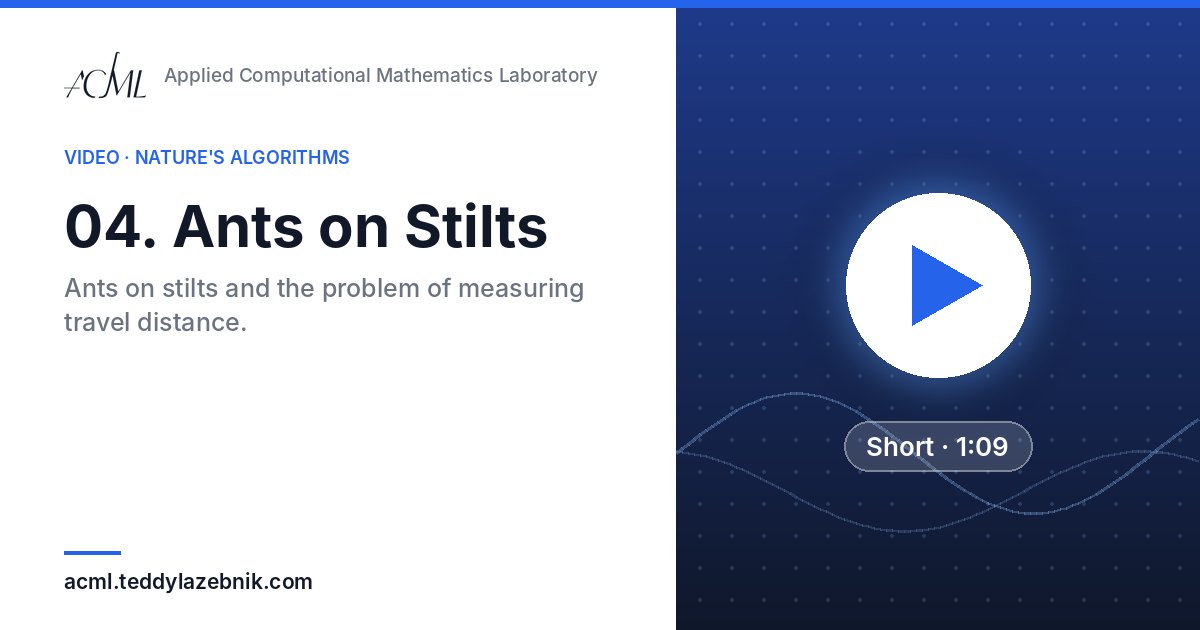 ACML
Applied Computational Mathematics Laboratory
VIDEO · NATURE'S ALGORITHMS
04. Ants on Stilts
Ants on stilts and the problem of measuring
travel distance.
Short · 1:09
acml.teddylazebnik.com